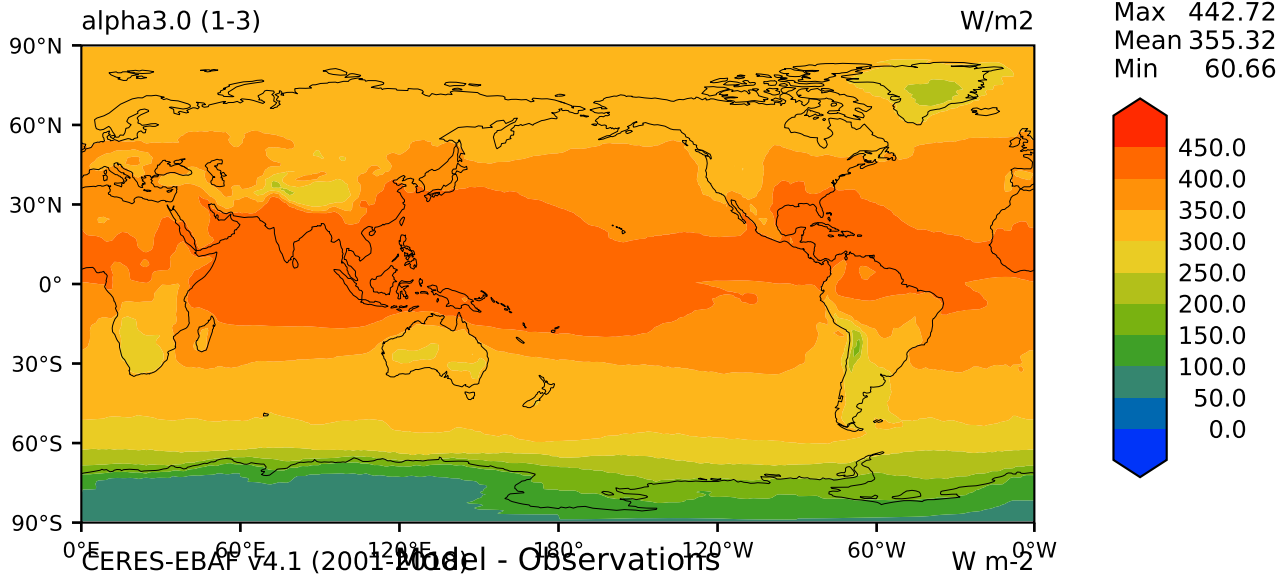 alpha3.0 (1-3) W/m2
Max 442.72
Mean 355.32
Min 60.66
90°N
60°N
30°N
0°
30°S
60°S
90°S
450.0
400.0
350.0
300.0
250.0
200.0
150.0
100.0
50.0
0.0
0°E 60°E 120°E 180° 120°W 60°W 0°W
CERES-EBAF v4.1 (2001-2018) Model - Observations W m-2